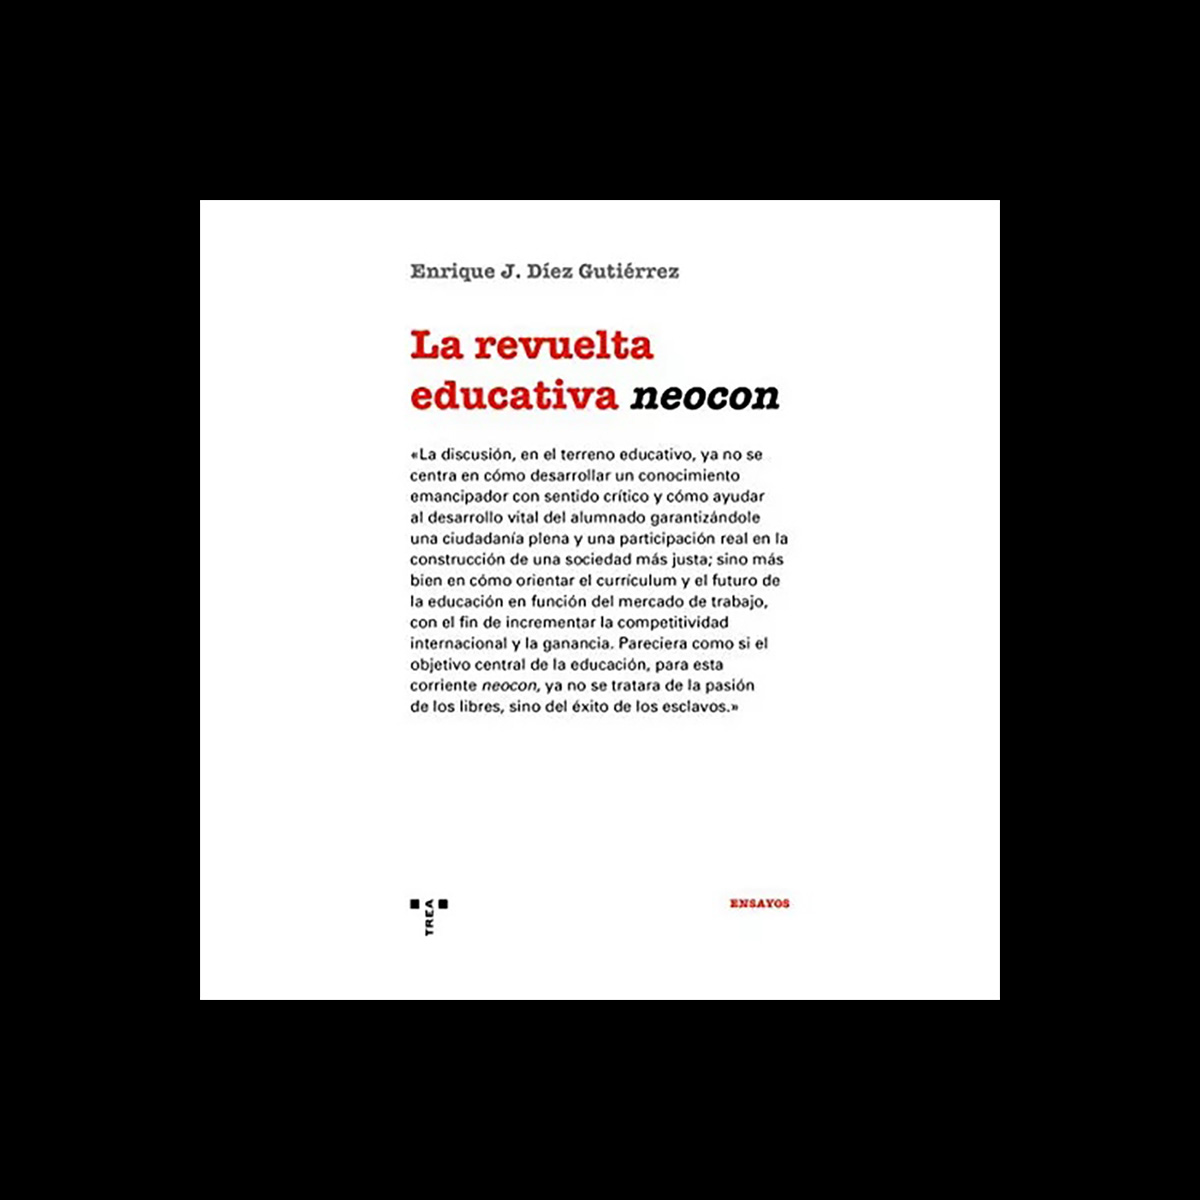 Enrique J. Díez Gutiérrez
La revuelta
educativa neocon
«La discusión, en el terreno educativo, ya no se
centra en cómo desarrollar un conocimiento
emancipador con sentido crítico y cómo ayudar
al desarrollo vital del alumnado garantizándole
una ciudadanía plena y una participación real en la
construcción de una sociedad más justa; sino más
bien en cómo orientar el currículum y el futuro de
la educación en función del mercado de trabajo,
con el fin de incrementar la competitividad
internacional y la ganancia. Pareciera como si el
objetivo central de la educación, para esta
corriente neocon, ya no se tratara de la pasión
de los libres, sino del éxito de los esclavos.»
TREA
ENSAYOS